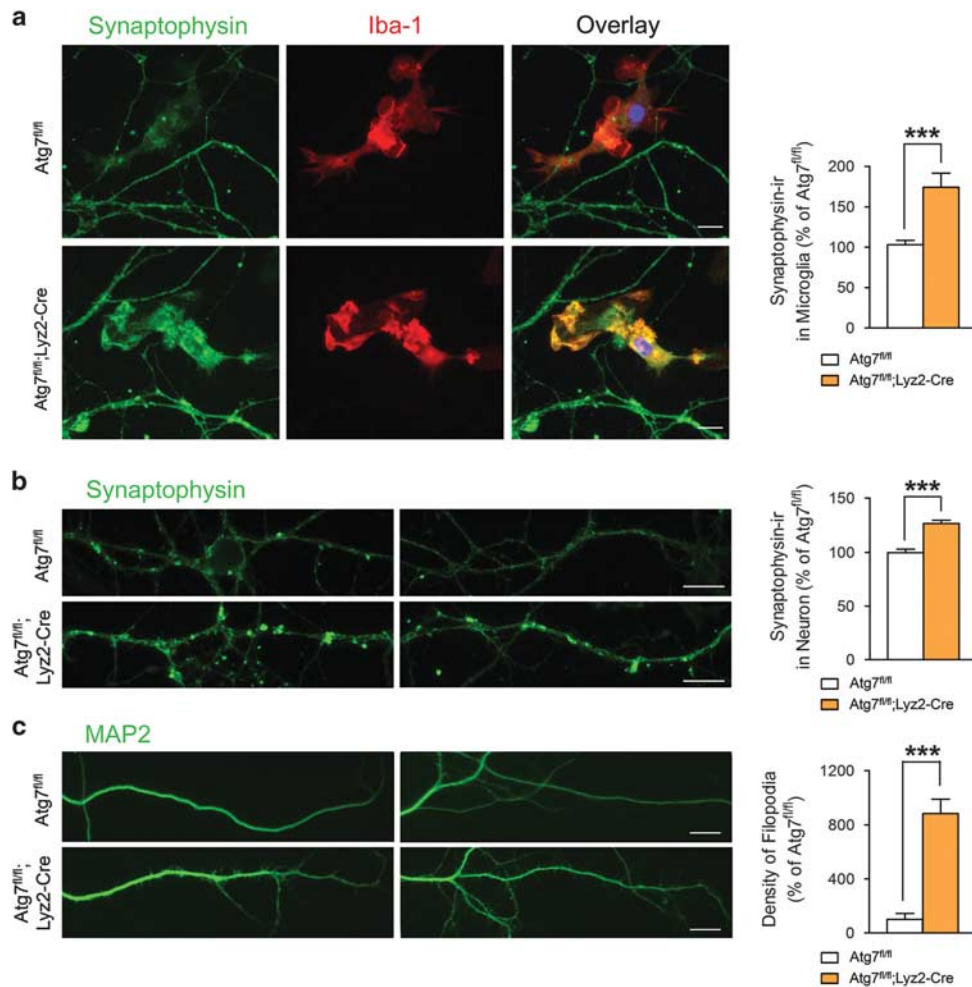 a
Synaptophysin
Iba-1
Overlay
Atg7fl/fl
Atg7fl/fl;Lyz2-Cre
Synaptophysin-ir
in Microglia (% of Atg7fl/fl)
200
150
100
50
0
***
Atg7fl/fl
Atg7fl/fl;Lyz2-Cre
b
Synaptophysin
Atg7fl/fl
Atg7fl/fl;
Lyz2-Cre
Synaptophysin-ir
in Neuron (% of Atg7fl/fl)
150
100
50
0
***
Atg7fl/fl
Atg7fl/fl;Lyz2-Cre
c
MAP2
Atg7fl/fl
Atg7fl/fl;
Lyz2-Cre
Density of Filopodia
(% of Atg7fl/fl)
1200
800
400
0
***
Atg7fl/fl
Atg7fl/fl;Lyz2-Cre